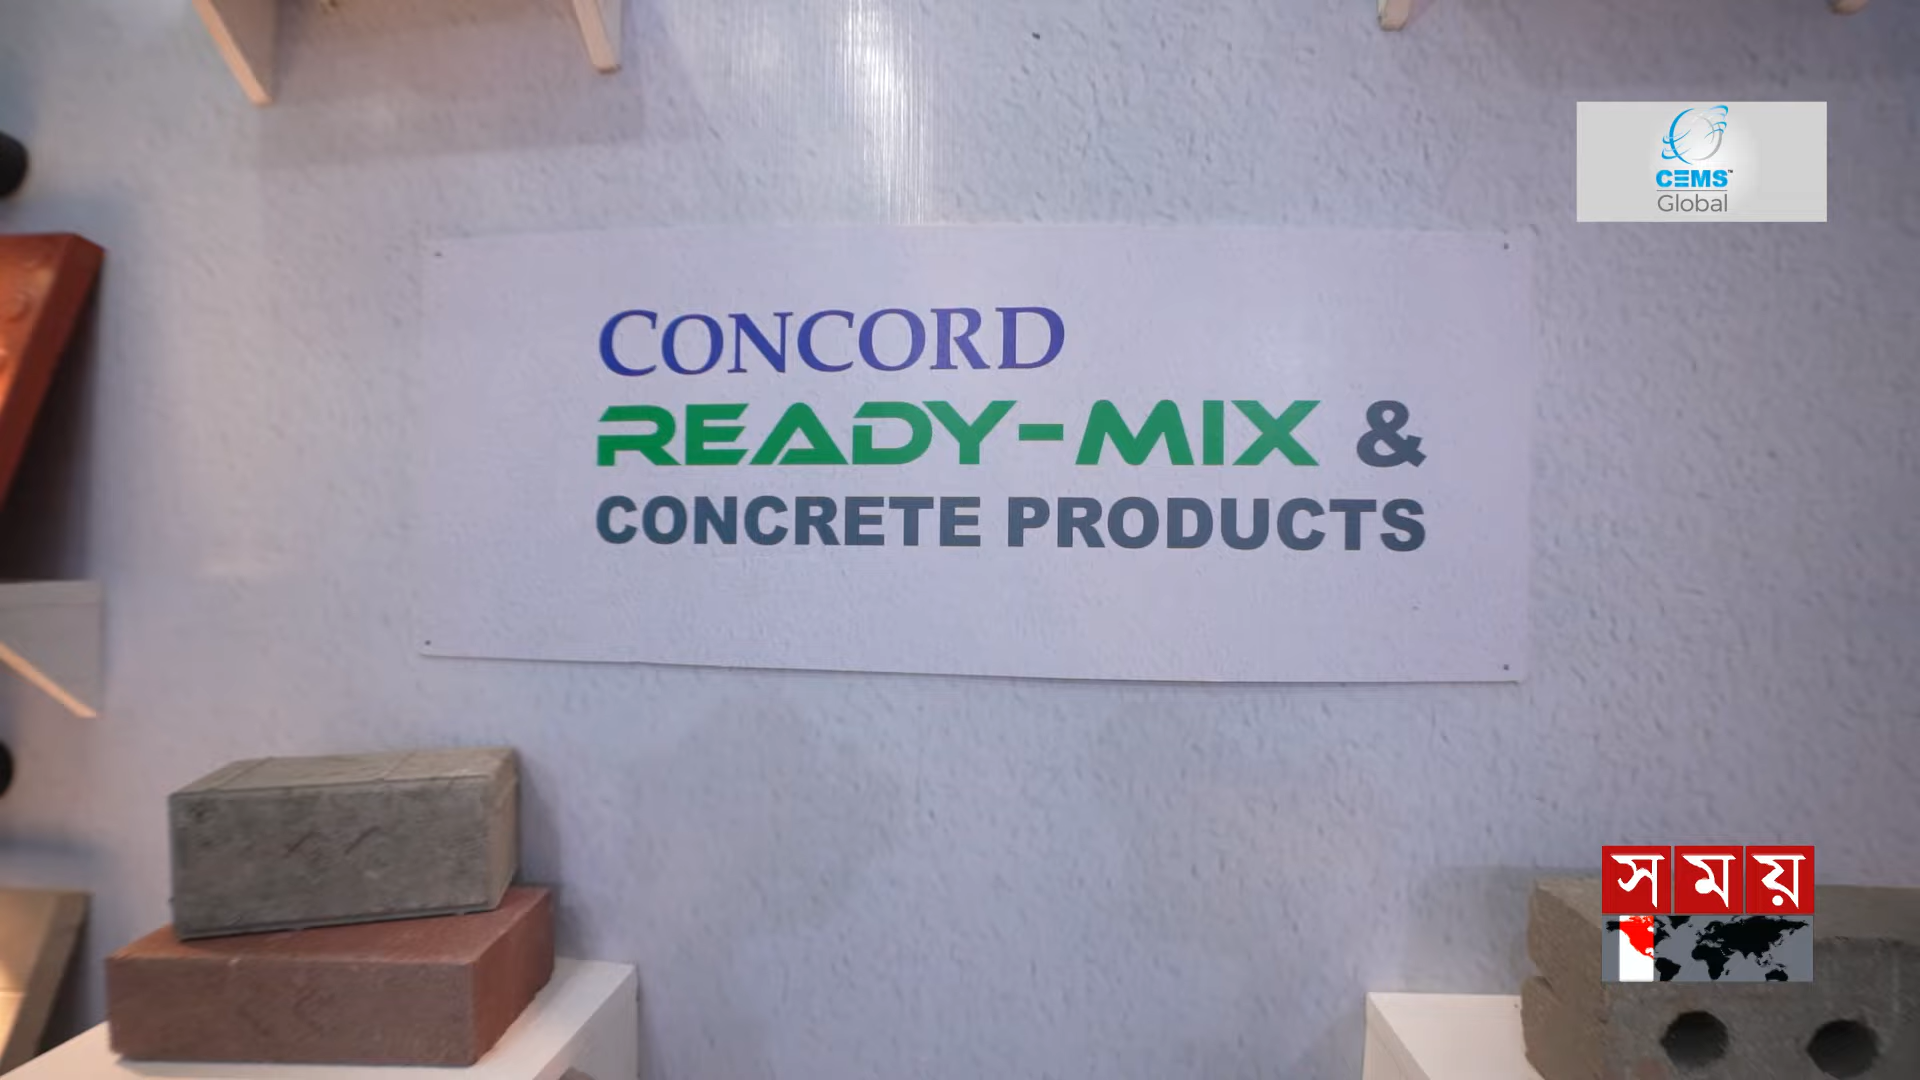 CONCORD
READY-MIX &
CONCRETE PRODUCTS
CEMS™
Global
সময়